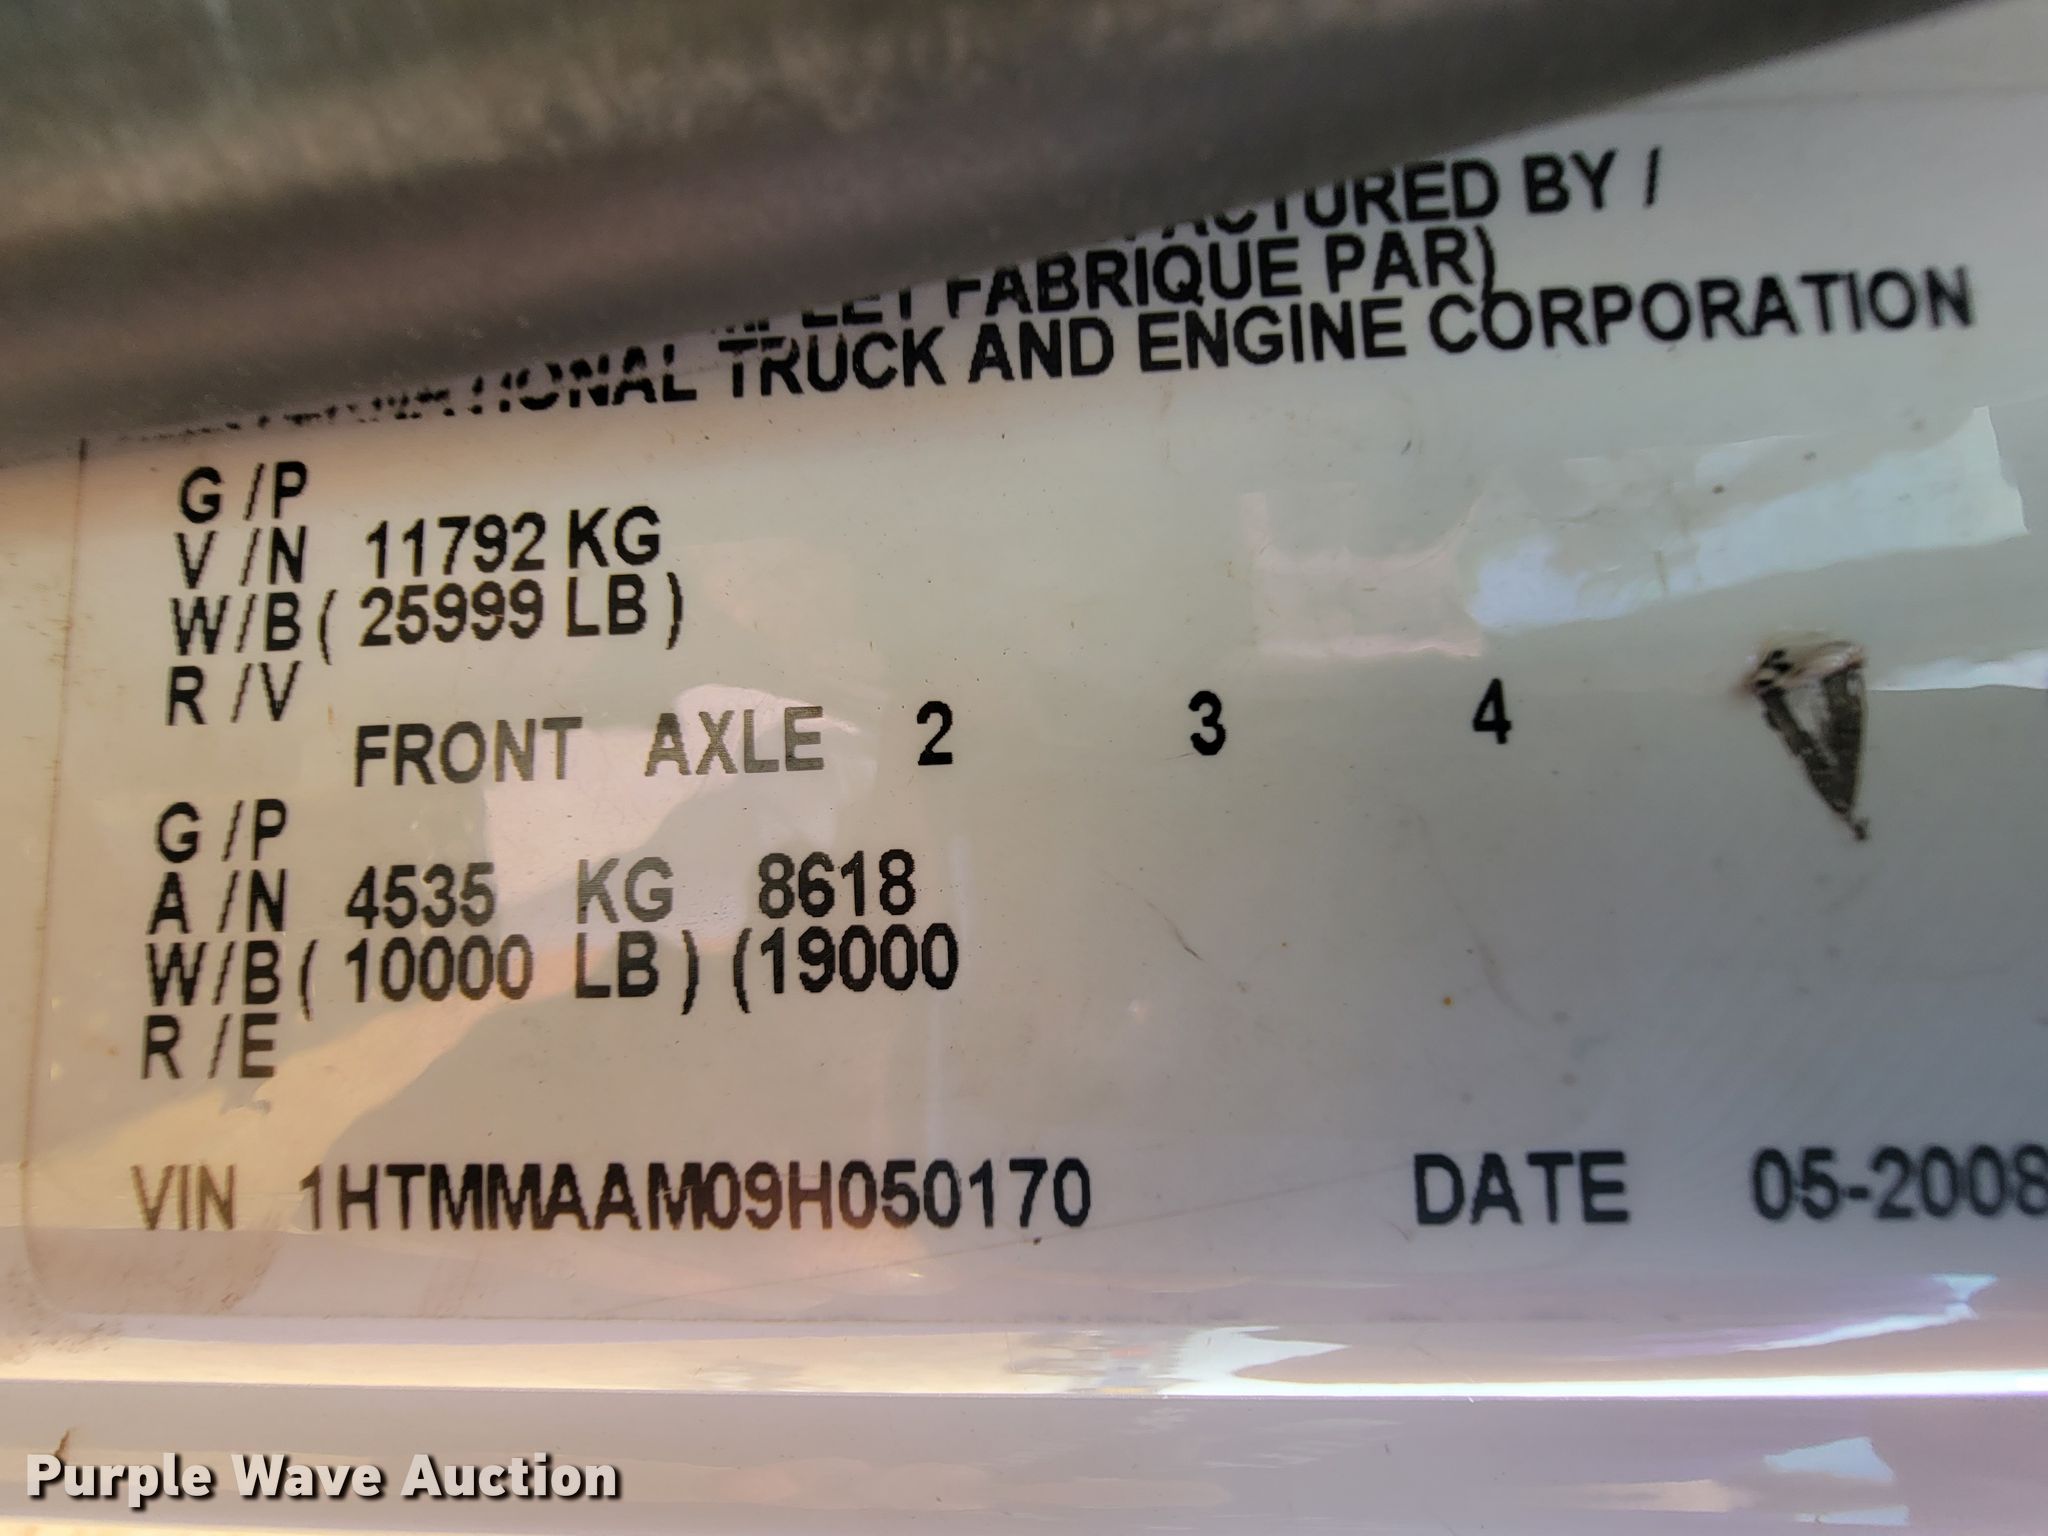 BY /
FABRIQUE PAR)
TRUCK AND ENGINE CORPORATION
G /P
V /N 11792 KG
W/B ( 25999 LB )
R /V
FRONT AXLE 2 3 4
G /P
A /N 4535 KG 8618
W/B ( 10000 LB ) (19000
R /E
VIN 1HTMMAAM09H050170 DATE 05-2008
Purple Wave Auction